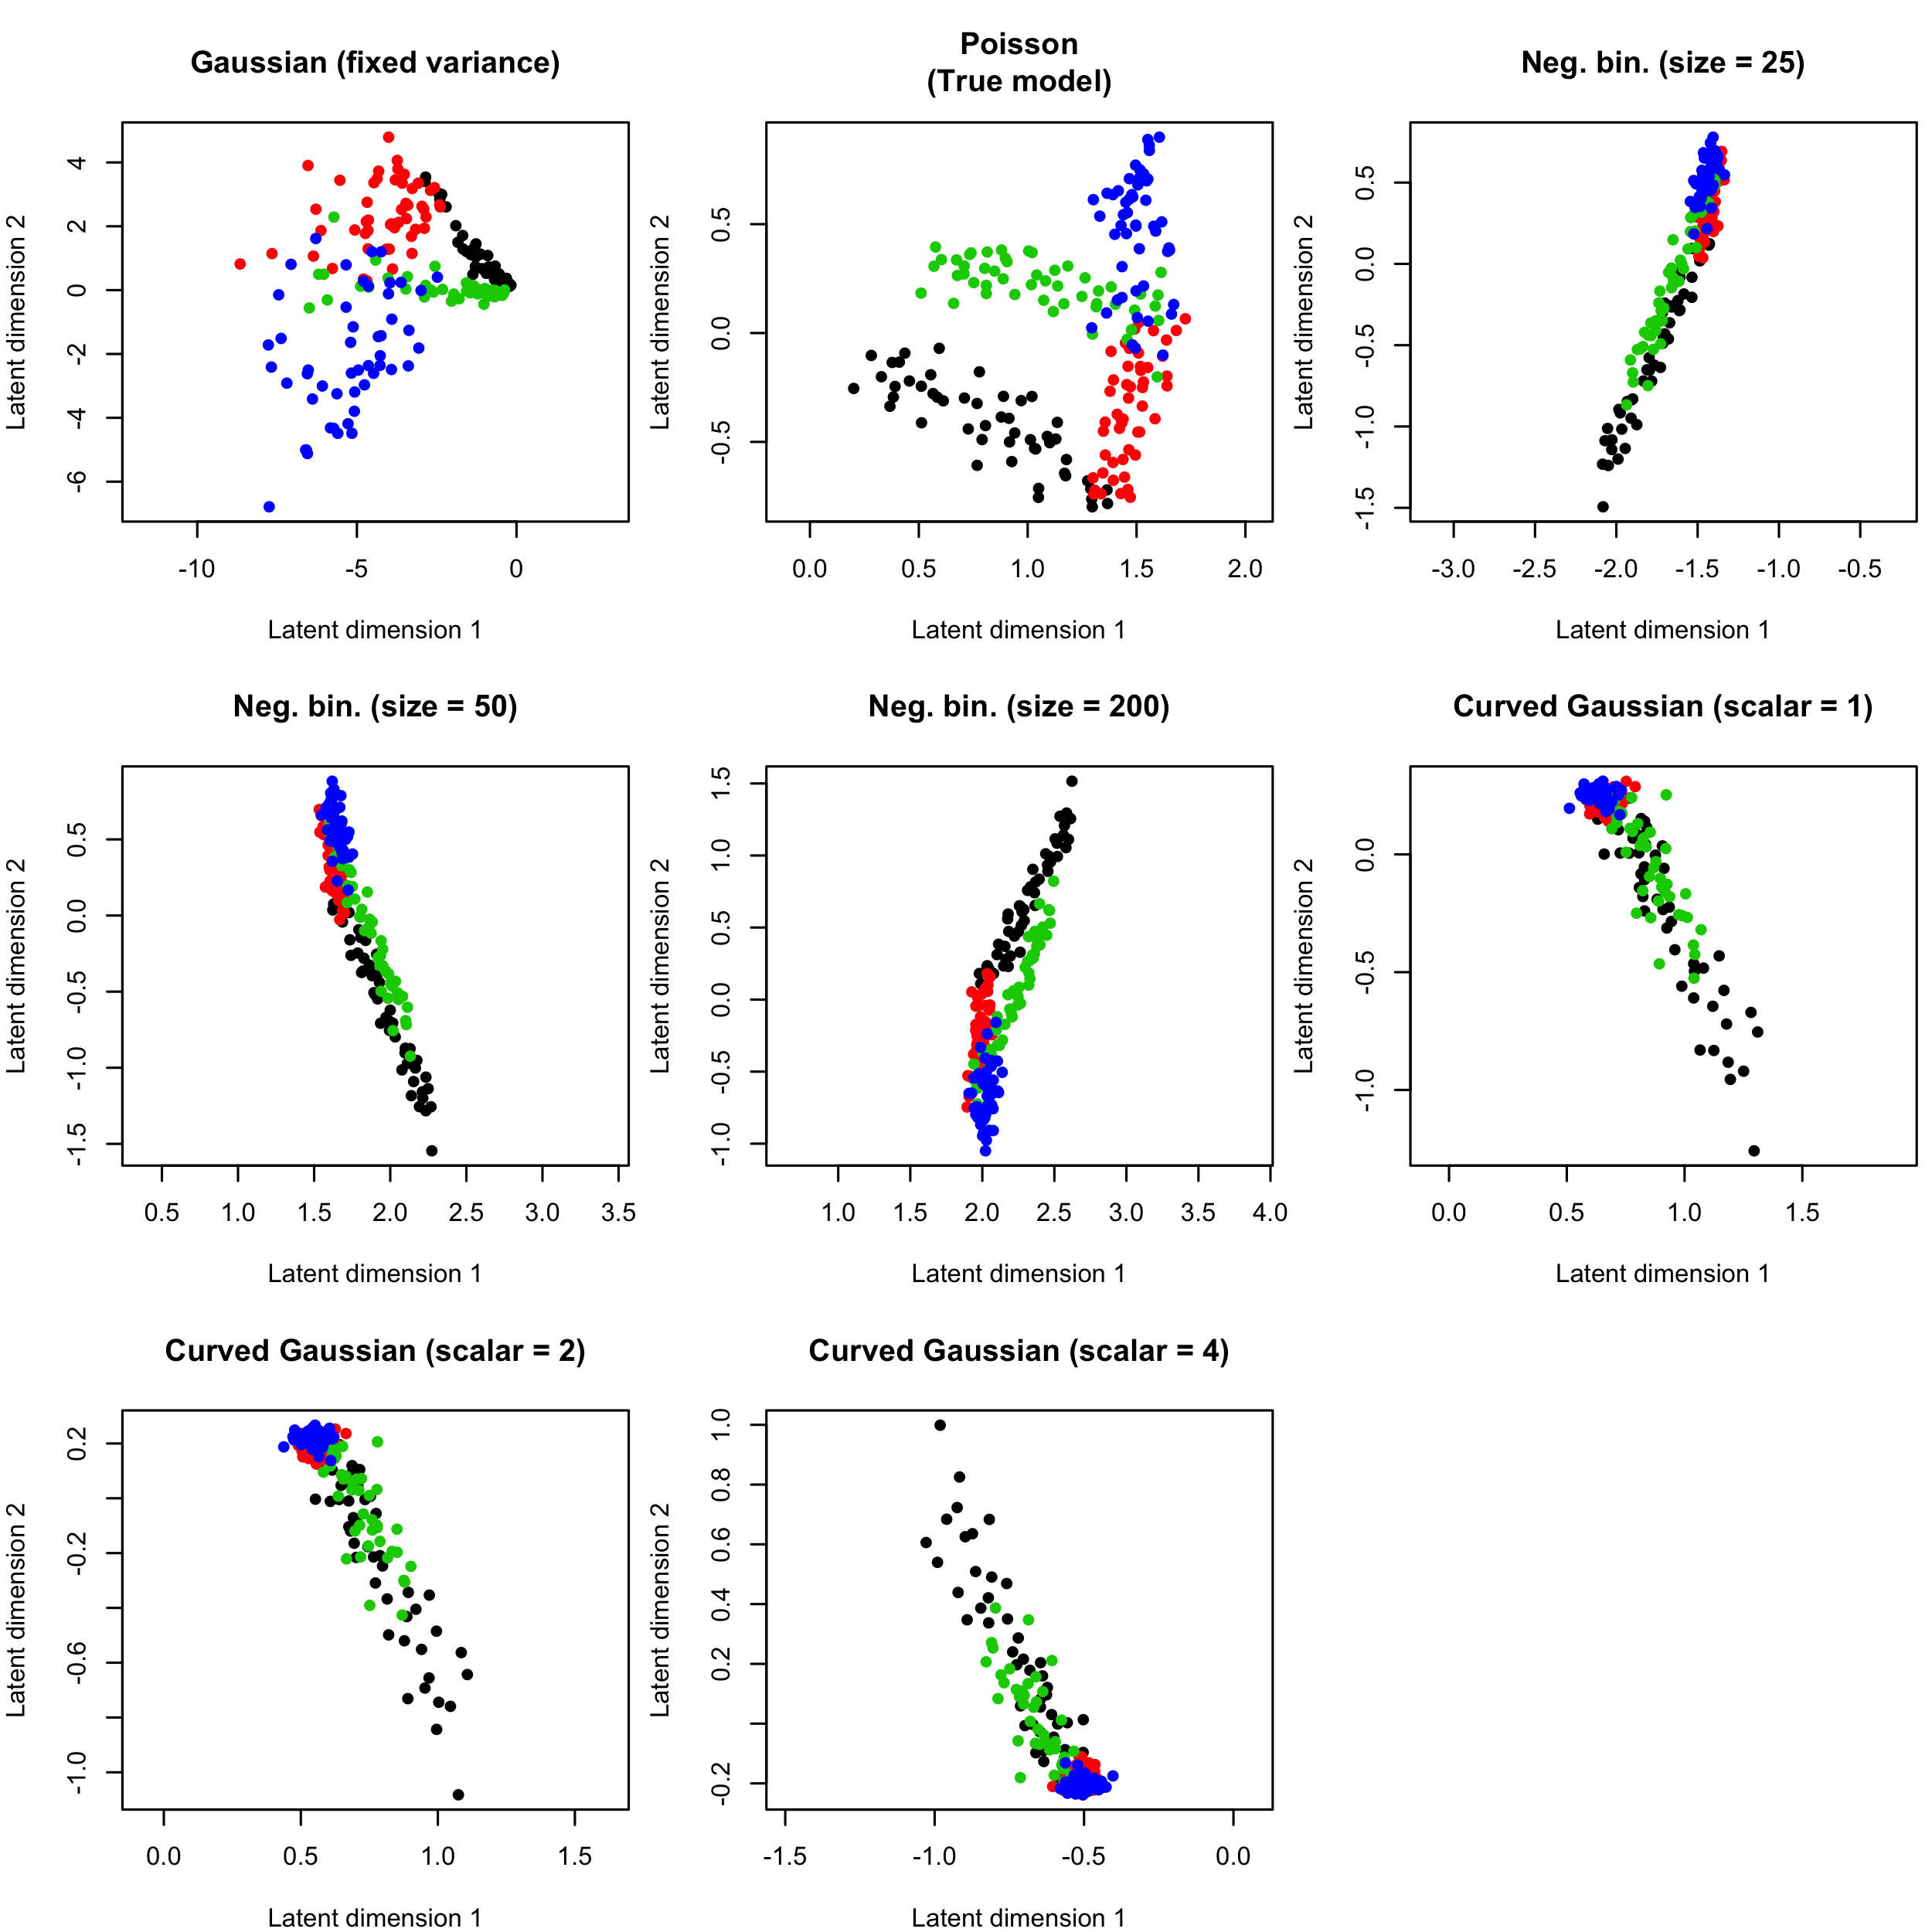 Gaussian (fixed variance)
Latent dimension 2
4
2
0
-2
-4
-6
-10 -5 0
Latent dimension 1
Poisson
(True model)
Latent dimension 2
0.5
0.0
-0.5
0.0 0.5 1.0 1.5 2.0
Latent dimension 1
Neg. bin. (size = 25)
Latent dimension 2
0.5
0.0
-0.5
-1.0
-1.5
-3.0 -2.5 -2.0 -1.5 -1.0 -0.5
Latent dimension 1
Neg. bin. (size = 50)
Latent dimension 2
0.5
0.0
-0.5
-1.0
-1.5
0.5 1.0 1.5 2.0 2.5 3.0 3.5
Latent dimension 1
Neg. bin. (size = 200)
Latent dimension 2
1.5
1.0
0.5
0.0
-0.5
-1.0
1.0 1.5 2.0 2.5 3.0 3.5 4.0
Latent dimension 1
Curved Gaussian (scalar = 1)
Latent dimension 2
0.0
-0.5
-1.0
0.0 0.5 1.0 1.5
Latent dimension 1
Curved Gaussian (scalar = 2)
Latent dimension 2
0.2
-0.2
-0.6
-1.0
0.0 0.5 1.0 1.5
Latent dimension 1
Curved Gaussian (scalar = 4)
Latent dimension 2
1.0
0.8
0.6
0.4
0.2
-0.2
-1.5 -1.0 -0.5 0.0
Latent dimension 1